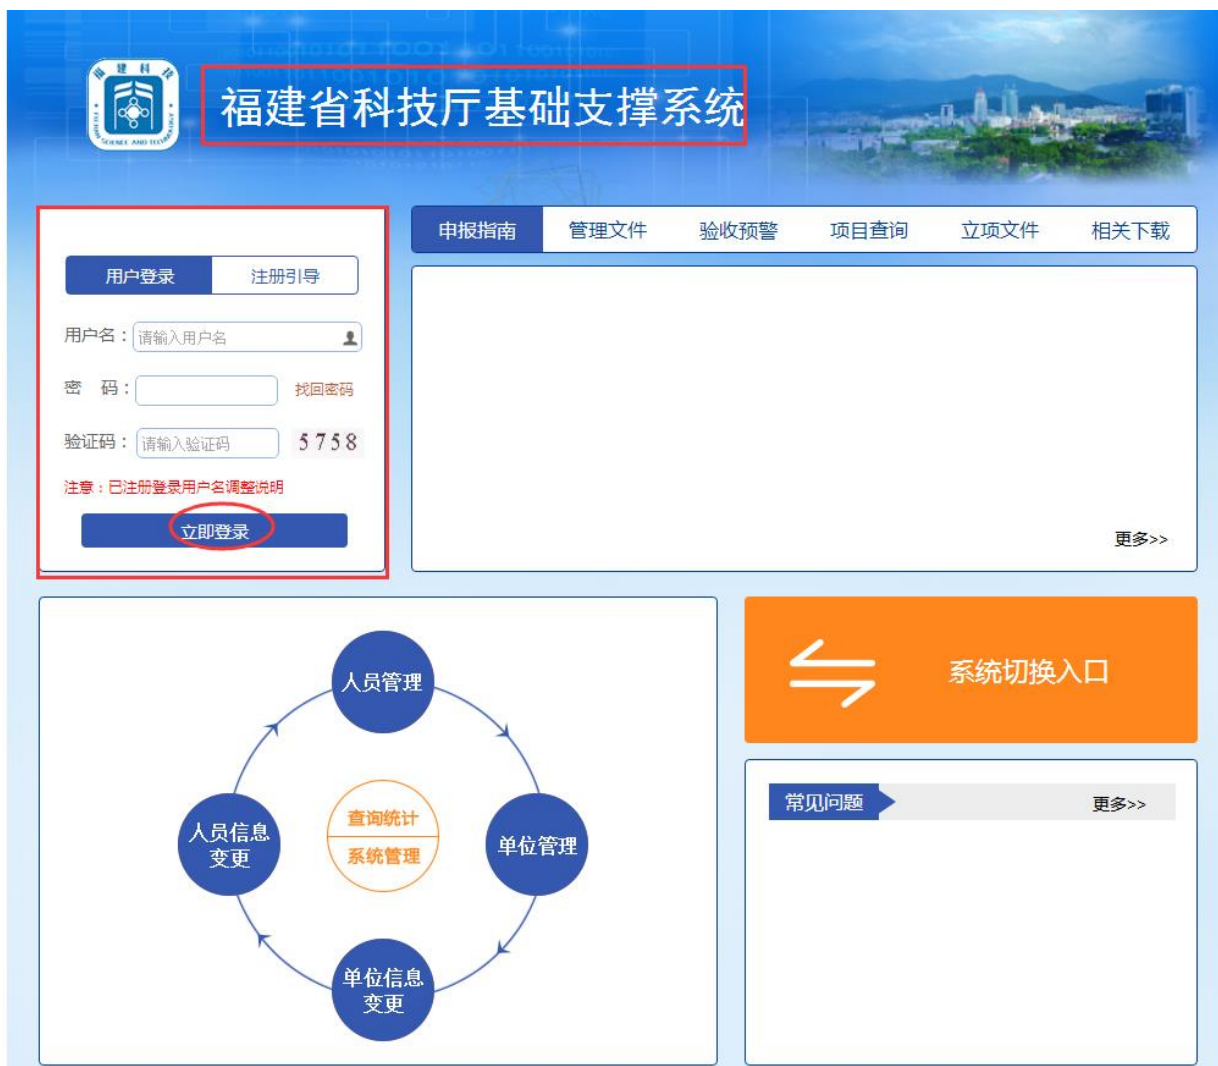 福建科技
福建省科技厅基础支撑系统
申报指南 管理文件 验收预警 项目查询 立项文件 相关下载
用户登录 注册引导
用户名：请输入用户名
密 码： 找回密码
验证码：请输入验证码 5758
注意：已注册登录用户名调整说明
立即登录
更多>>
人员管理
单位管理
单位信息
变更
人员信息
变更
查询统计
系统管理
系统切换入口
常见问题 更多>>